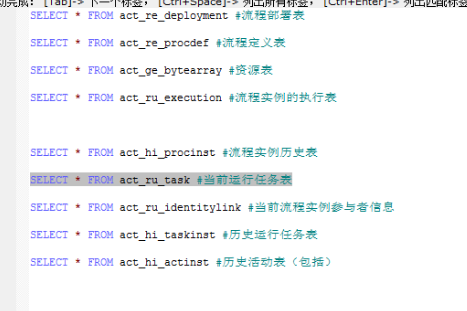 动完成: [Tab]-> 下一个标签, [Ctrl+Space]-> 列出所有标签, [Ctrl+Enter]-> 列出匹配标签
SELECT * FROM act_re_deployment #流程部署表
SELECT * FROM act_re_procdef #流程定义表
SELECT * FROM act_ge_bytearray #资源表
SELECT * FROM act_ru_execution #流程实例的执行表
SELECT * FROM act_hi_procinst #流程实例历史表
SELECT * FROM act_ru_task #当前运行任务表
SELECT * FROM act_ru_identitylink #当前流程实例参与者信息
SELECT * FROM act_hi_taskinst #历史运行任务表
SELECT * FROM act_hi_actinst #历史活动表（包括）